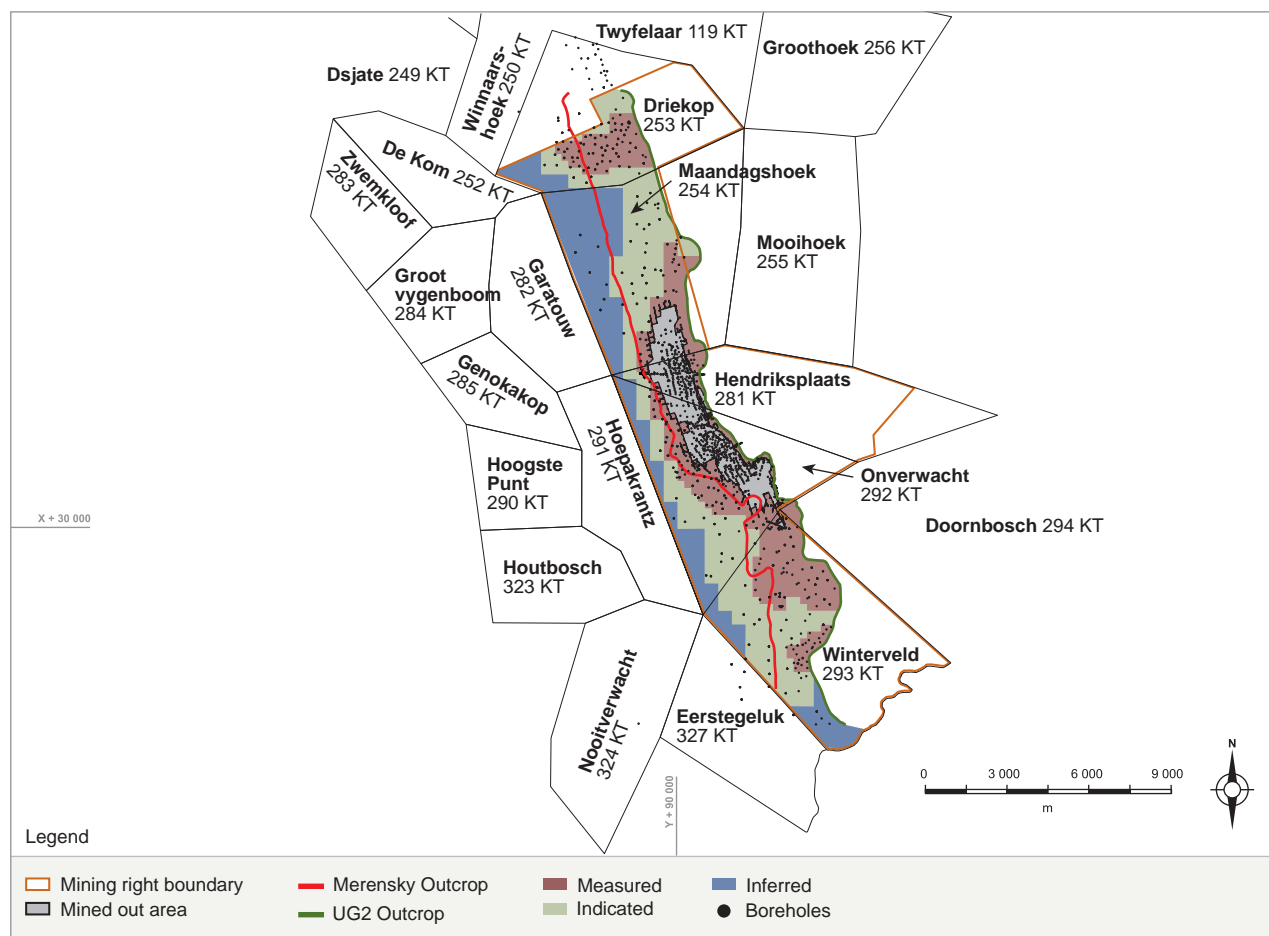 Twyfelaar 119 KT
Groothoek 256 KT
Dsjate 249 KT
Winnaars-
hoek 250 KT
Driekop
253 KT
De Kom 252 KT
Zwemkloof
283 KT
Maandagshoek
254 KT
Mooihoek
255 KT
Groot
vygenboom
284 KT
Garatouw
282 KT
Genokakop
285 KT
Hendriksplaats
281 KT
Hoepakrantz
291 KT
Hoogste
Punt
290 KT
Onverwacht
292 KT
X + 30 000
Doornbosch 294 KT
Houtbosch
323 KT
Winterveld
293 KT
Nooitverwacht
324 KT
Eerstegeluk
327 KT
Y + 90 000
N
0 3 000 6 000 9 000
m
Legend
Mining right boundary
Mined out area
Merensky Outcrop
UG2 Outcrop
Measured
Indicated
Inferred
Boreholes